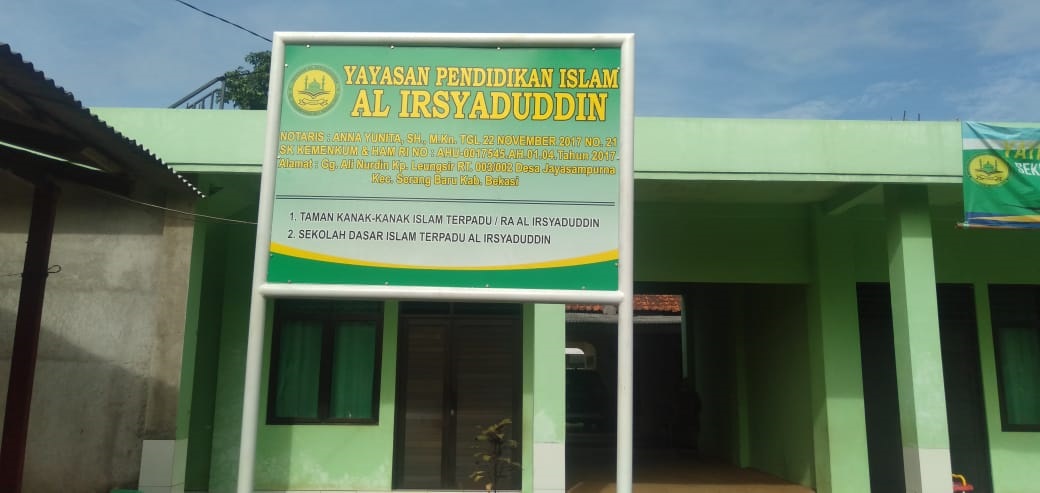 YAYASAN PENDIDIKAN ISLAM
AL IRSYADUDDIN
NOTARIS : ANNA YUNITA, SH., M.Kn. TGL 22 NOVEMBER 2017 NO. 21
SK KEMENKUM & HAM RI NO : AHU-0017545.AH.01.04. Tahun 2017
Alamat : Gg. Ali Nurdin Kp. Leungsir RT. 003/002 Desa Jayasampurna
Kec. Serang Baru Kab. Bekasi
1. TAMAN KANAK-KANAK ISLAM TERPADU / RA AL IRSYADUDDIN
2. SEKOLAH DASAR ISLAM TERPADU AL IRSYADUDDIN